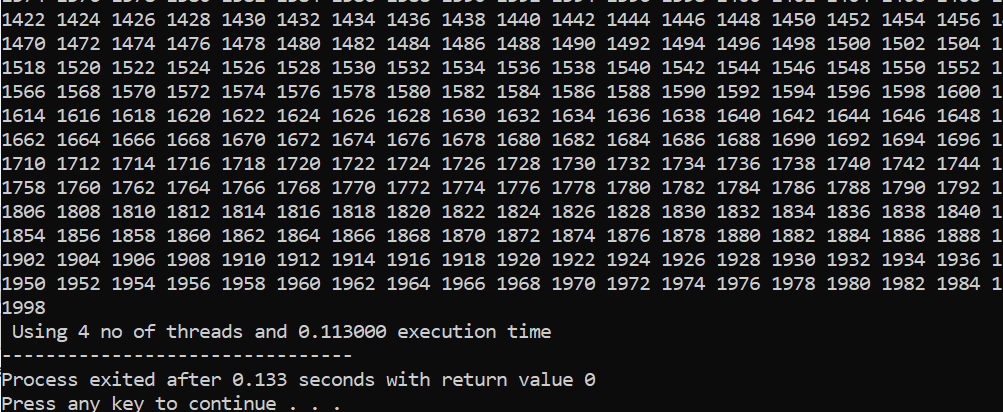 1422 1424 1426 1428 1430 1432 1434 1436 1438 1440 1442 1444 1446 1448 1450 1452 1454 1456 1
1470 1472 1474 1476 1478 1480 1482 1484 1486 1488 1490 1492 1494 1496 1498 1500 1502 1504 1
1518 1520 1522 1524 1526 1528 1530 1532 1534 1536 1538 1540 1542 1544 1546 1548 1550 1552 1
1566 1568 1570 1572 1574 1576 1578 1580 1582 1584 1586 1588 1590 1592 1594 1596 1598 1600 1
1614 1616 1618 1620 1622 1624 1626 1628 1630 1632 1634 1636 1638 1640 1642 1644 1646 1648 1
1662 1664 1666 1668 1670 1672 1674 1676 1678 1680 1682 1684 1686 1688 1690 1692 1694 1696 1
1710 1712 1714 1716 1718 1720 1722 1724 1726 1728 1730 1732 1734 1736 1738 1740 1742 1744 1
1758 1760 1762 1764 1766 1768 1770 1772 1774 1776 1778 1780 1782 1784 1786 1788 1790 1792 1
1806 1808 1810 1812 1814 1816 1818 1820 1822 1824 1826 1828 1830 1832 1834 1836 1838 1840 1
1854 1856 1858 1860 1862 1864 1866 1868 1870 1872 1874 1876 1878 1880 1882 1884 1886 1888 1
1902 1904 1906 1908 1910 1912 1914 1916 1918 1920 1922 1924 1926 1928 1930 1932 1934 1936 1
1950 1952 1954 1956 1958 1960 1962 1964 1966 1968 1970 1972 1974 1976 1978 1980 1982 1984 1
1998
Using 4 no of threads and 0.113000 execution time
--------------------------------
Process exited after 0.133 seconds with return value 0
Press any key to continue . . .